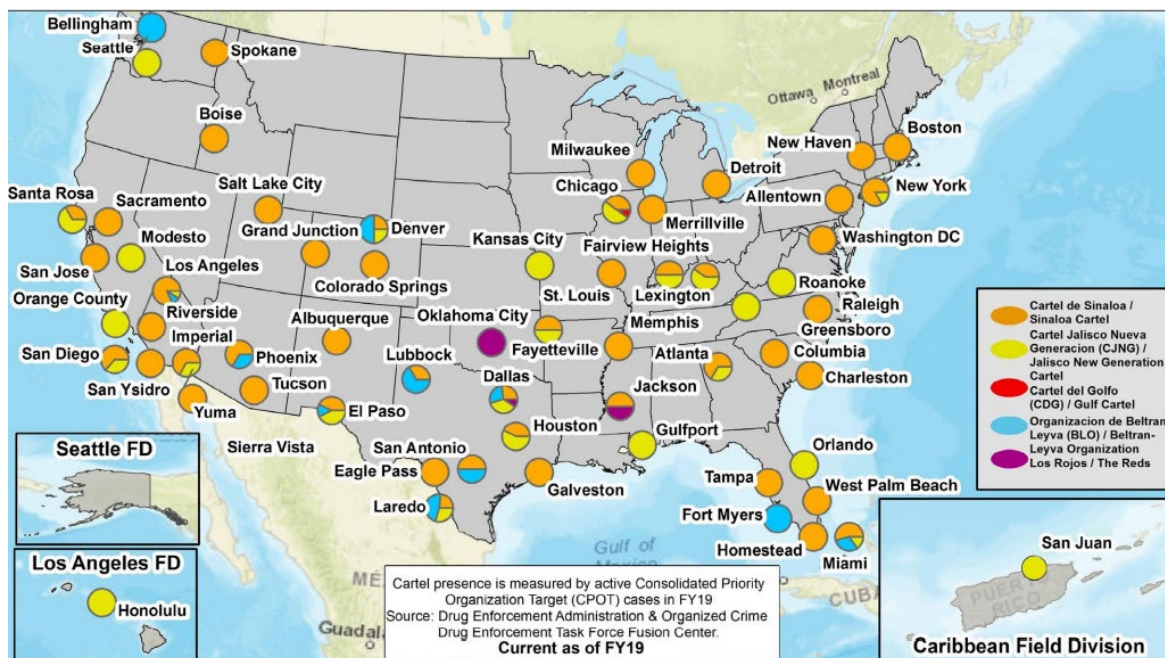 Bellingham
Seattle
Spokane
Boise
Ottawa
Montreal
Boston
New Haven
Milwaukee
Detroit
Chicago
Allentown
New York
Merrillville
Santa Rosa
Sacramento
Salt Lake City
Grand Junction
Denver
Kansas City
Fairview Heights
Washington DC
Modesto
San Jose
Los Angeles
Colorado Springs
St. Louis
Lexington
Roanoke
Orange County
Riverside
Albuquerque
Oklahoma City
Memphis
Raleigh
Greensboro
Imperial
San Diego
Phoenix
Lubbock
Fayetteville
Atlanta
Columbia
San Ysidro
Tucson
Dallas
Jackson
Charleston
Yuma
El Paso
Houston
Gulfport
Sierra Vista
San Antonio
Orlando
Eagle Pass
Galveston
Tampa
West Palm Beach
Laredo
Fort Myers
Homestead
Miami
Gulf of
Mexico
MÉ
CUBA
Guadal
Seattle FD
Los Angeles FD
Honolulu
San Juan
PUERTO
RICO
Caribbean Field Division
Cartel de Sinaloa /
Sinaloa Cartel
Cartel Jalisco Nueva
Generacion (CJNG) /
Jalisco New Generation
Cartel
Cartel del Golfo
(CDG) / Gulf Cartel
Organizacion de Beltran-
Leyva (BLO) / Beltran-
Leyva Organization
Los Rojos / The Reds
Cartel presence is measured by active Consolidated Priority
Organization Target (CPOT) cases in FY19
Source: Drug Enforcement Administration & Organized Crime
Drug Enforcement Task Force Fusion Center.
Current as of FY19